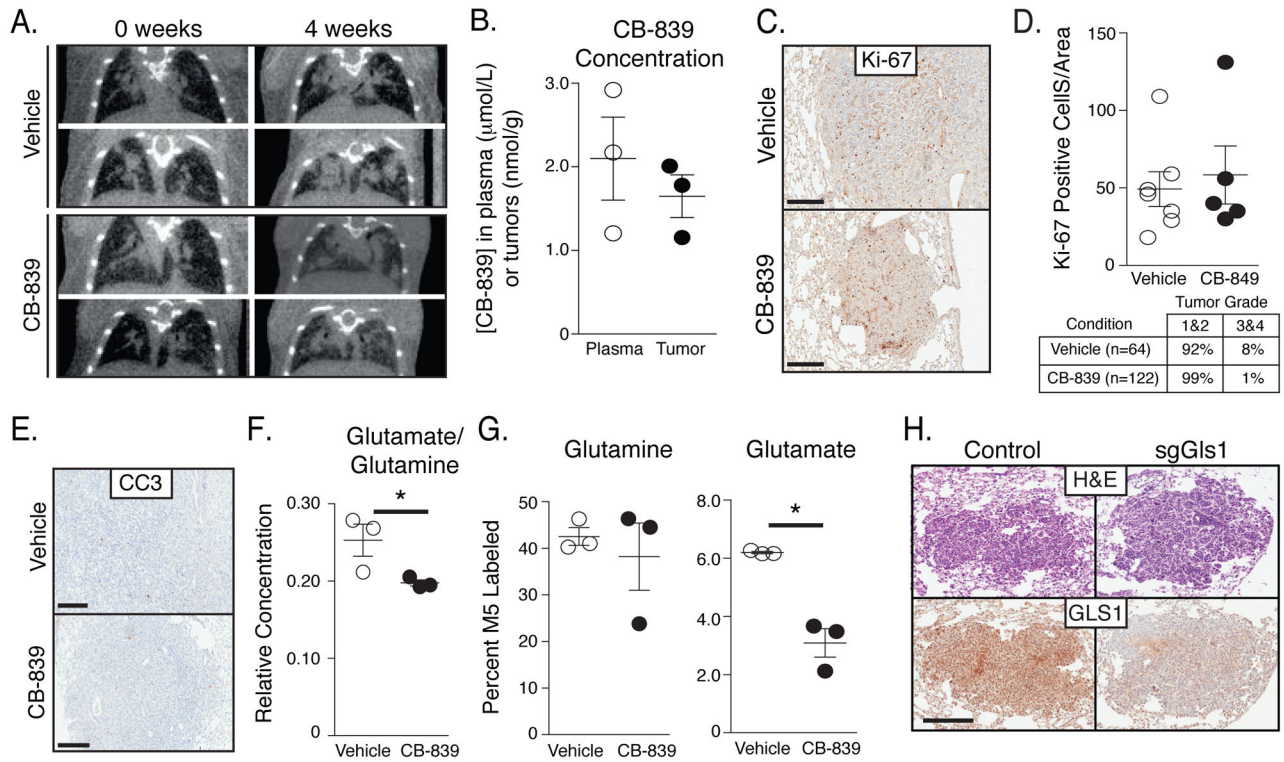 A.
0 weeks
4 weeks
Vehicle
CB-839
B.
CB-839
Concentration
[CB-839] in plasma (μmol/L)
or tumors (nmol/g)
3.0
2.0
1.0
0
Plasma
Tumor
C.
Ki-67
Vehicle
CB-839
D.
Ki-67 Positive CellS/Area
150
100
50
0
Vehicle
CB-849
Tumor Grade
Condition 1&2 3&4
Vehicle (n=64) 92% 8%
CB-839 (n=122) 99% 1%
E.
CC3
Vehicle
CB-839
F.
Glutamate/
Glutamine
Relative Concentration
0.30
0.20
0.10
0
*
Vehicle
CB-839
G.
Glutamine
Percent M5 Labeled
50
40
30
20
10
0
Vehicle
CB-839
Glutamate
8.0
6.0
4.0
2.0
0
*
Vehicle
CB-839
H.
Control
sgGls1
H&E
GLS1